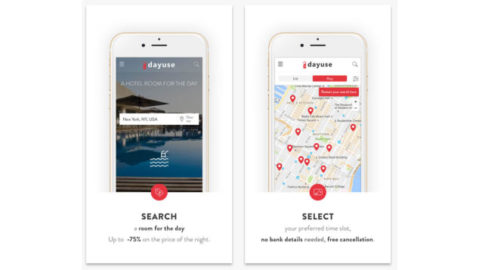 dayuse
A HOTEL ROOM FOR THE DAY
New York, NY, USA
SEARCH
a room for the day
Up to -75% on the price of the night.
dayuse
List
Map
SELECT
your preferred time slot,
no bank details needed, free cancellation.